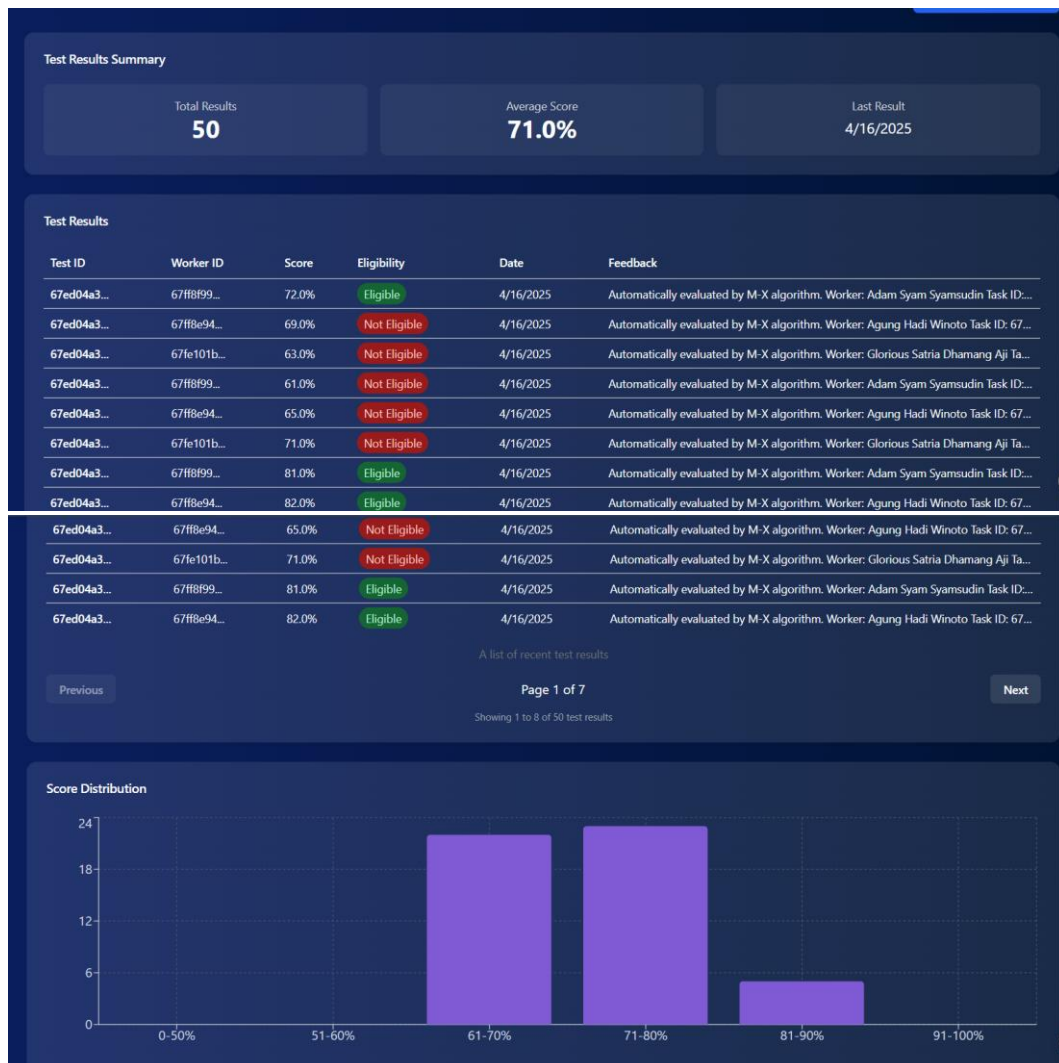 Test Results Summary
Total Results Average Score Last Result
50 71.0% 4/16/2025
Test Results
Test ID Worker ID Score Eligibility Date Feedback
67ed04a3... 67ff8f99... 72.0% Eligible 4/16/2025 Automatically evaluated by M-X algorithm. Worker: Adam Syam Syamsudin Task ID:...
67ed04a3... 67ff8e94... 69.0% Not Eligible 4/16/2025 Automatically evaluated by M-X algorithm. Worker: Agung Hadi Winoto Task ID: 67...
67ed04a3... 67fe101b... 63.0% Not Eligible 4/16/2025 Automatically evaluated by M-X algorithm. Worker: Glorious Satria Dhamang Aji Ta...
67ed04a3... 67ff8f99... 61.0% Not Eligible 4/16/2025 Automatically evaluated by M-X algorithm. Worker: Adam Syam Syamsudin Task ID:...
67ed04a3... 67ff8e94... 65.0% Not Eligible 4/16/2025 Automatically evaluated by M-X algorithm. Worker: Agung Hadi Winoto Task ID: 67...
67ed04a3... 67fe101b... 71.0% Not Eligible 4/16/2025 Automatically evaluated by M-X algorithm. Worker: Glorious Satria Dhamang Aji Ta...
67ed04a3... 67ff8f99... 81.0% Eligible 4/16/2025 Automatically evaluated by M-X algorithm. Worker: Adam Syam Syamsudin Task ID:...
67ed04a3... 67ff8e94... 82.0% Eligible 4/16/2025 Automatically evaluated by M-X algorithm. Worker: Agung Hadi Winoto Task ID: 67...
67ed04a3... 67ff8e94... 65.0% Not Eligible 4/16/2025 Automatically evaluated by M-X algorithm. Worker: Agung Hadi Winoto Task ID: 67...
67ed04a3... 67fe101b... 71.0% Not Eligible 4/16/2025 Automatically evaluated by M-X algorithm. Worker: Glorious Satria Dhamang Aji Ta...
67ed04a3... 67ff8f99... 81.0% Eligible 4/16/2025 Automatically evaluated by M-X algorithm. Worker: Adam Syam Syamsudin Task ID:...
67ed04a3... 67ff8e94... 82.0% Eligible 4/16/2025 Automatically evaluated by M-X algorithm. Worker: Agung Hadi Winoto Task ID: 67...
A list of recent test results
Previous Page 1 of 7 Next
Showing 1 to 8 of 50 test results
Score Distribution
24
18
12
6
0
0-50% 51-60% 61-70% 71-80% 81-90% 91-100%